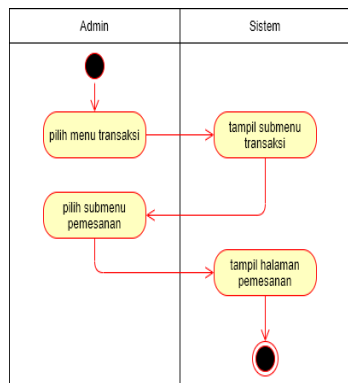 Admin
Sistem
pilih menu transaksi
tampil submenu
transaksi
pilih submenu
pemesanan
tampil halaman
pemesanan